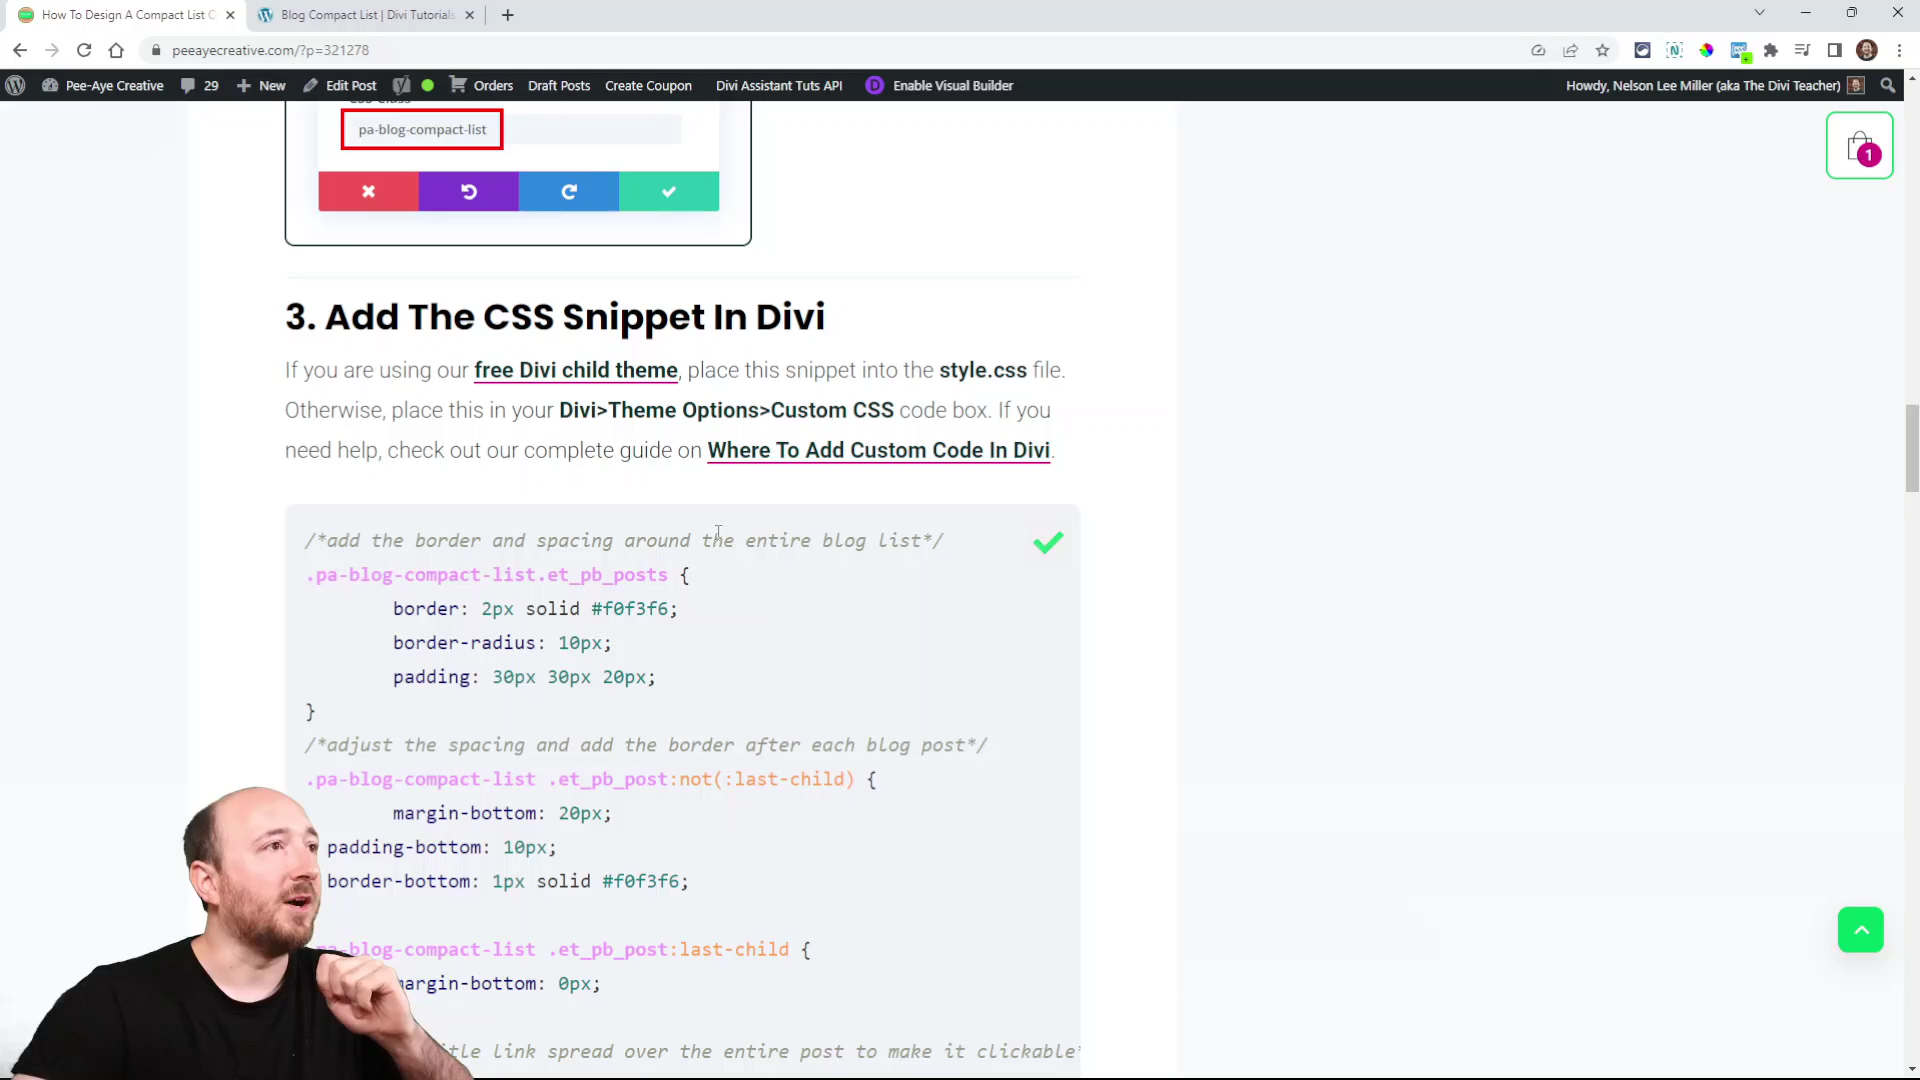 How To Design A Compact List
Blog Compact List | Divi Tutorials
peeayecreative.com/?p=321278
Pee-Aye Creative
29
New
Edit Post
Orders
Draft Posts
Create Coupon
Divi Assistant Tuts API
Enable Visual Builder
Howdy, Nelson Lee Miller (aka The Divi Teacher)
CSS Class
pa-blog-compact-list
1
3. Add The CSS Snippet In Divi
If you are using our free Divi child theme, place this snippet into the style.css file.
Otherwise, place this in your Divi>Theme Options>Custom CSS code box. If you
need help, check out our complete guide on Where To Add Custom Code In Divi.
/*add the border and spacing around the entire blog list*/
.pa-blog-compact-list.et_pb_posts {
border: 2px solid #f0f3f6;
border-radius: 10px;
padding: 30px 30px 20px;
}
/*adjust the spacing and add the border after each blog post*/
.pa-blog-compact-list .et_pb_post:not(:last-child) {
margin-bottom: 20px;
padding-bottom: 10px;
border-bottom: 1px solid #f0f3f6;
pa-blog-compact-list .et_pb_post:last-child {
margin-bottom: 0px;
link spread over the entire post to make it clickable*